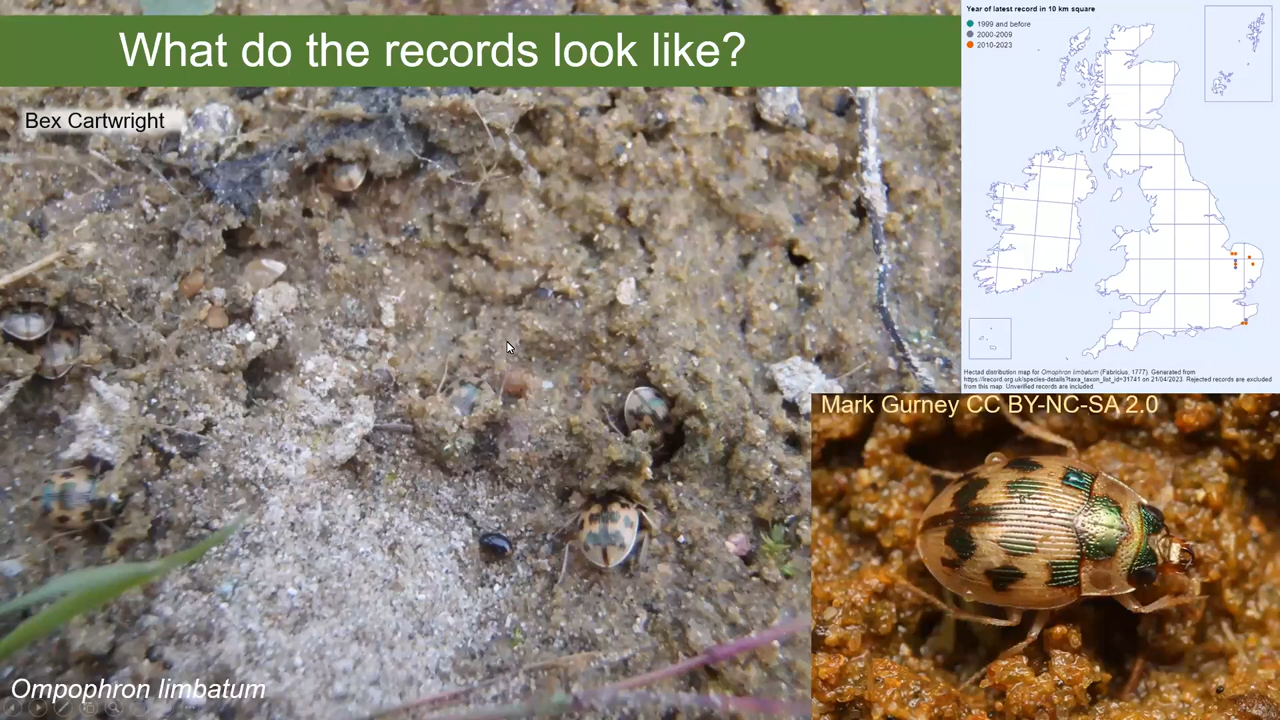 What do the records look like?
Bex Cartwright
Ompophron limbatum
Year of latest record in 10 km square
1999 and before
2000-2009
2010-2023
Hectad distribution map for Omophron limbatum (Fabricius, 1777). Generated from
https://irecord.org.uk/species-details?taxa_taxon_list_id=31741 on 21/04/2023. Rejected records are excluded
from this map. Unverified records are included.
Mark Gurney CC BY-NC-SA 2.0